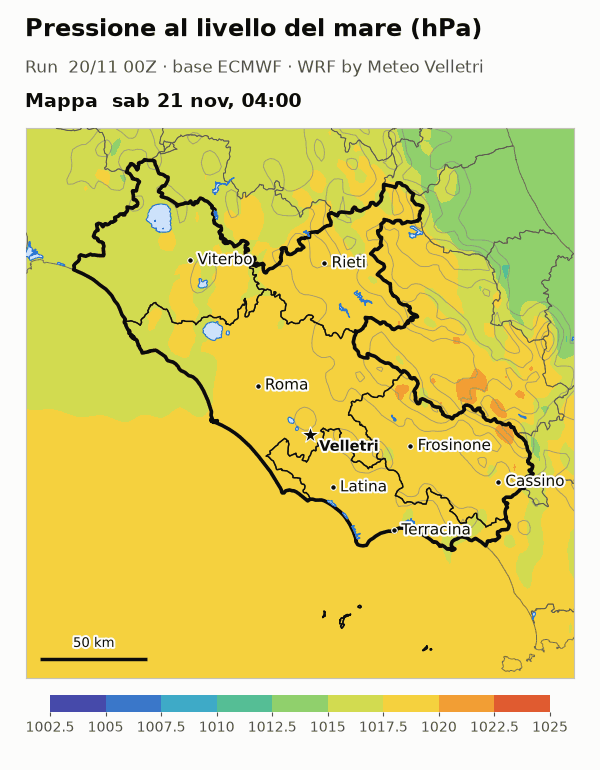 Pressione al livello del mare (hPa)
Run  20/11 00Z · base ECMWF · WRF by Meteo Velletri
Mappa  sab 21 nov, 04:00
Viterbo
Rieti
Roma
Velletri
Frosinone
Cassino
Latina
Terracina
50 km
1002.5 1005 1007.5 1010 1012.5 1015 1017.5 1020 1022.5 1025